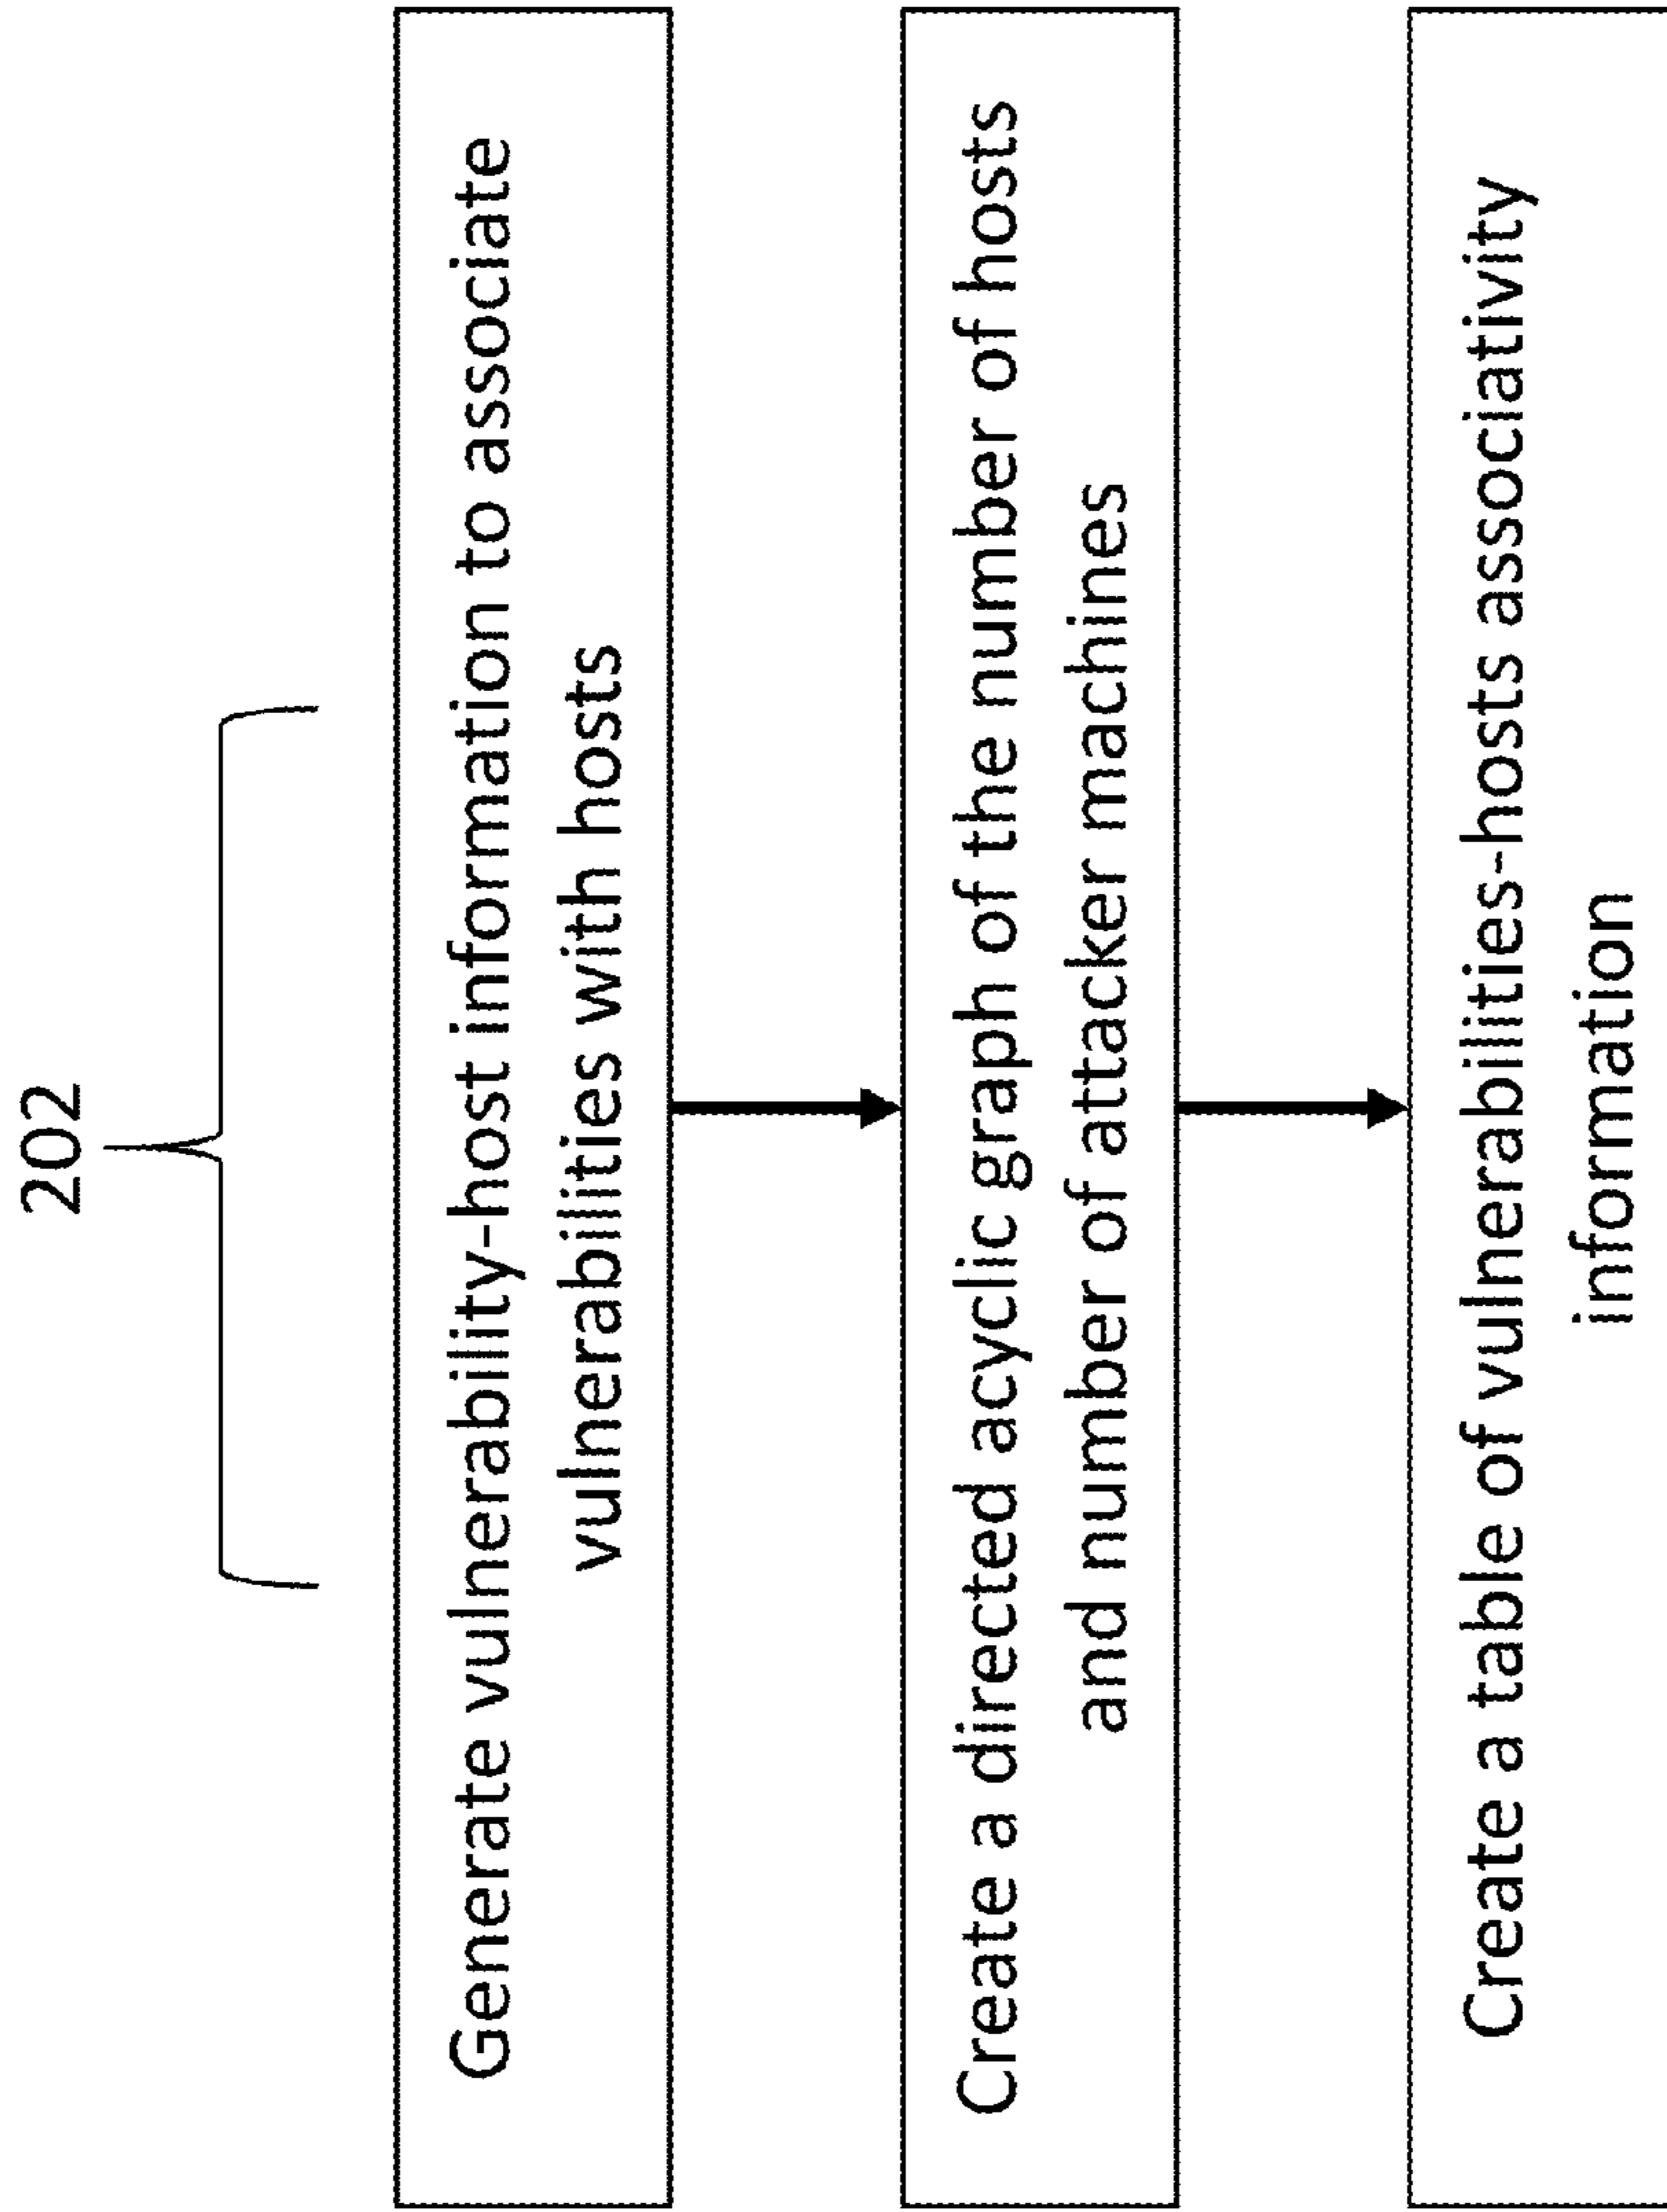 202
Generate vulnerability-host information to associate
vulnerabilities with hosts
Create a directed acyclic graph of the number of hosts
and number of attacker machines
Create a table of vulnerabilities-hosts associativity
information